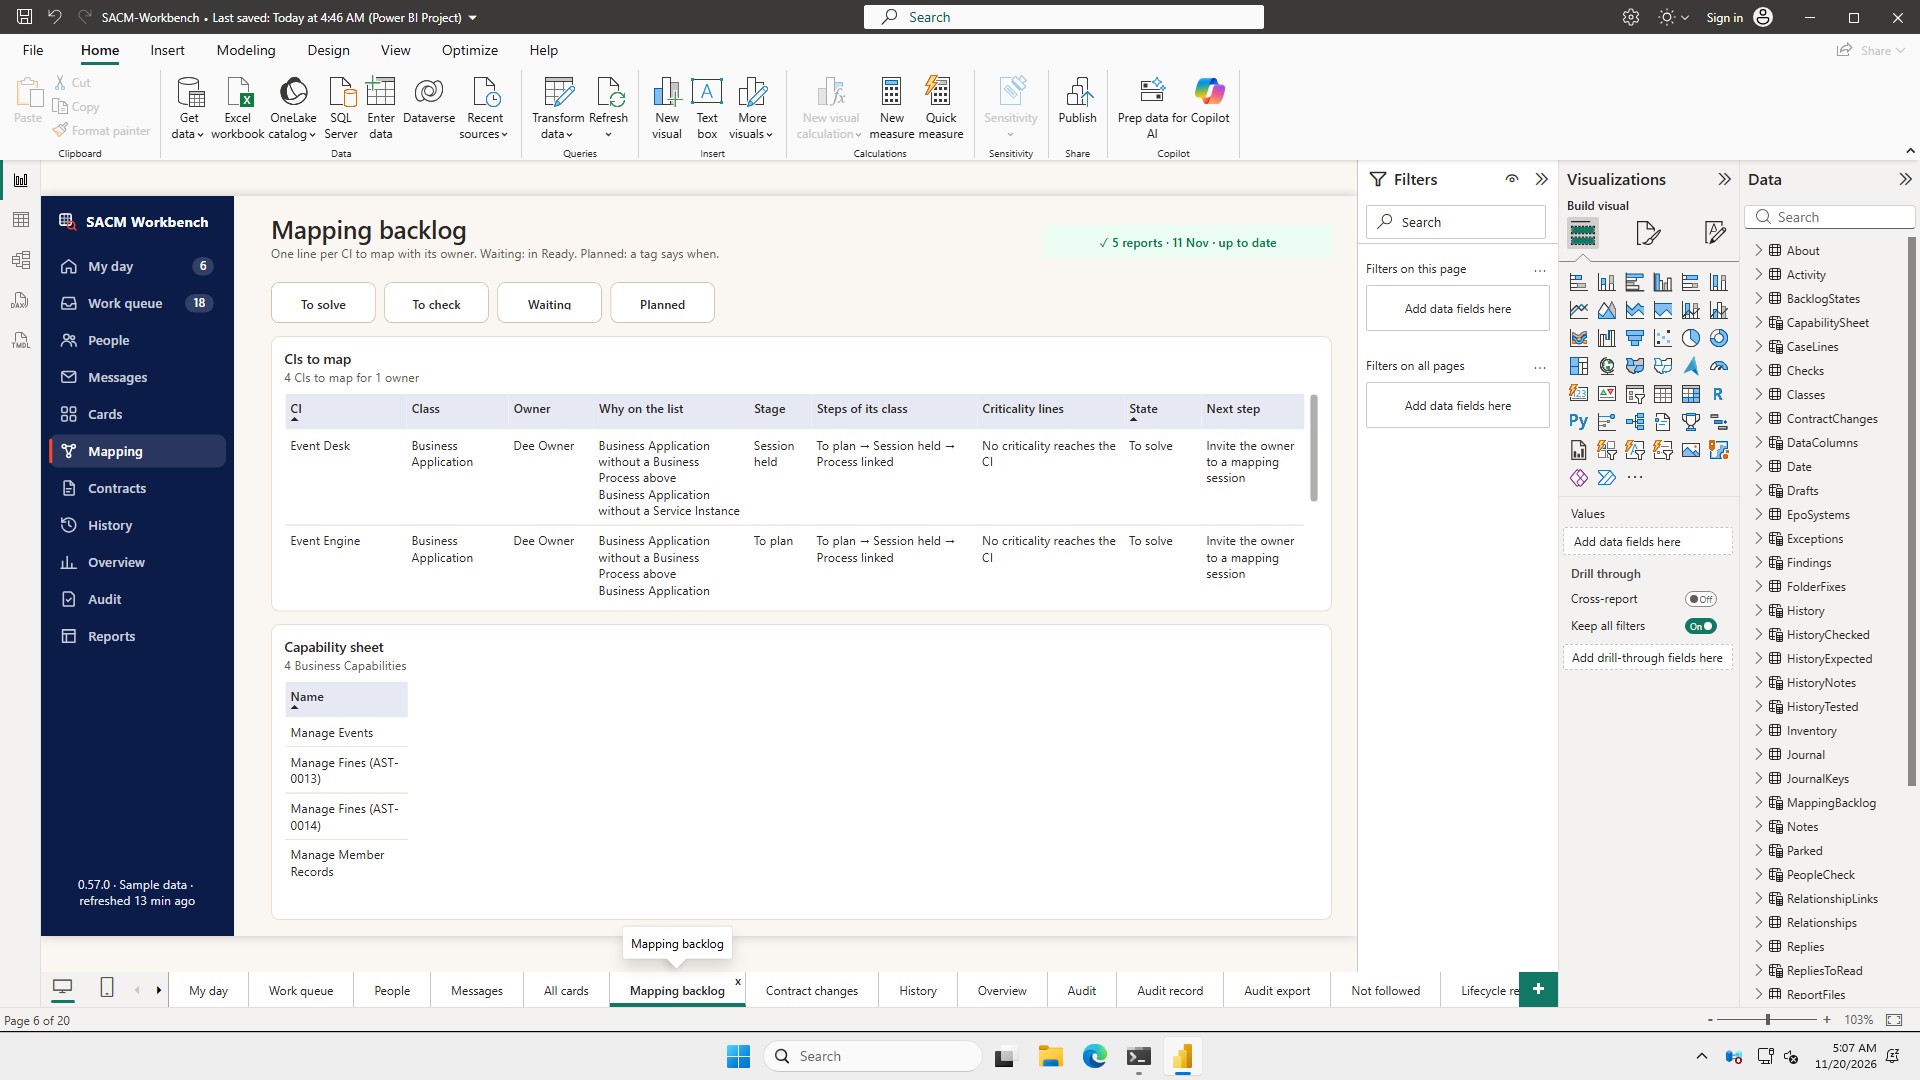 SACM-Workbench • Last saved: Today at 4:46 AM (Power BI Project)
Search
Sign in
File
Home
Insert
Modeling
Design
View
Optimize
Help
Share
Paste
Cut
Copy
Format painter
Clipboard
Get data
Excel workbook
OneLake catalog
SQL Server
Enter data
Dataverse
Recent sources
Data
Transform data
Refresh
Queries
New visual
Text box
More visuals
Insert
New visual calculation
New measure
Quick measure
Calculations
Sensitivity
Sensitivity
Publish
Share
Prep data for AI
Copilot
Copilot
DAX
TMDL
SACM Workbench
My day 6
Work queue 18
People
Messages
Cards
Mapping
Contracts
History
Overview
Audit
Reports
0.57.0 · Sample data ·
refreshed 13 min ago
Mapping backlog
One line per CI to map with its owner. Waiting: in Ready. Planned: a tag says when.
✓ 5 reports · 11 Nov · up to date
To solve
To check
Waiting
Planned
CIs to map
4 CIs to map for 1 owner
CI Class Owner Why on the list Stage Steps of its class Criticality lines State Next step
Event Desk
Business Application
Dee Owner
Business Application without a Business Process above
Business Application without a Service Instance
Session held
To plan → Session held → Process linked
No criticality reaches the CI
To solve
Invite the owner to a mapping session
Event Engine
Business Application
Dee Owner
Business Application without a Business Process above
Business Application
To plan
To plan → Session held → Process linked
No criticality reaches the CI
To solve
Invite the owner to a mapping session
Capability sheet
4 Business Capabilities
Name
Manage Events
Manage Fines (AST-0013)
Manage Fines (AST-0014)
Manage Member Records
Mapping backlog
My day
Work queue
People
Messages
All cards
Mapping backlog x
Contract changes
History
Overview
Audit
Audit record
Audit export
Not followed
Lifecycle re
+
Page 6 of 20
- + 103%
Filters
Search
Filters on this page ...
Add data fields here
Filters on all pages ...
Add data fields here
Visualizations
Build visual
123
R
Py
...
Values
Add data fields here
Drill through
Cross-report Off
Keep all filters On
Add drill-through fields here
Data
Search
About
Activity
BacklogStates
CapabilitySheet
CaseLines
Checks
Classes
ContractChanges
DataColumns
Date
Drafts
EpoSystems
Exceptions
Findings
FolderFixes
History
HistoryChecked
HistoryExpected
HistoryNotes
HistoryTested
Inventory
Journal
JournalKeys
MappingBacklog
Notes
Parked
PeopleCheck
RelationshipLinks
Relationships
Replies
RepliesToRead
ReportFiles
Search
5:07 AM
11/20/2026